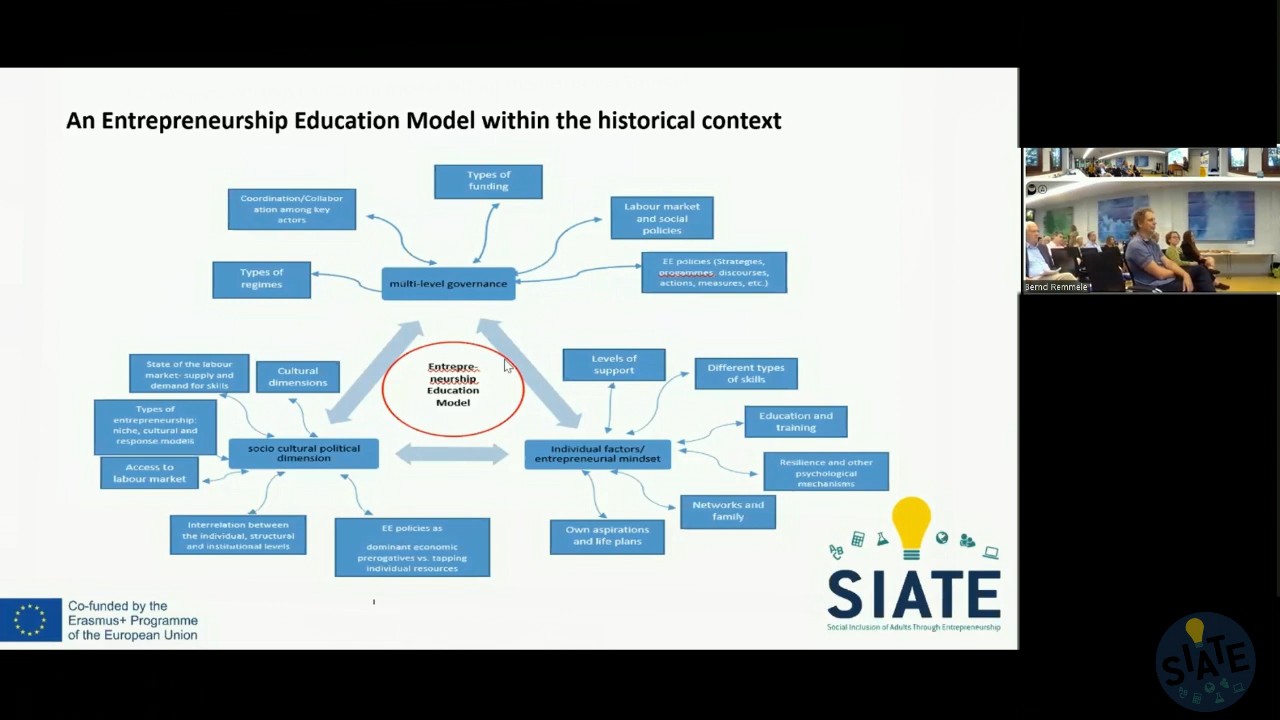 An Entrepreneurship Education Model within the historical context
Types of
funding
Coordination/Collabor
ation among key
actors
Labour market
and social
policies
Types of
regimes
multi-level governance
EE policies (Strategies,
progammes, discourses,
actions, measures, etc.)
Entrepre-
neurship
Education
Model
State of the labour
market- supply and
demand for skills
Cultural
dimensions
Types of
entrepreneurship:
niche, cultural and
response models
Access to
labour market
socio cultural political
dimension
Interrelation between
the individual, structural
and institutional levels
EE policies as
dominant economic
prerogatives vs. tapping
individual resources
Levels of
support
Different types
of skills
Education and
training
Individual factors/
entrepreneurial mindset
Resilience and other
psychological
mechanisms
Networks and
family
Own aspirations
and life plans
Co-funded by the
Erasmus+ Programme
of the European Union
SIATE
Social Inclusion of Adults Through Entrepreneurship
Bernd Remmele
SIATE